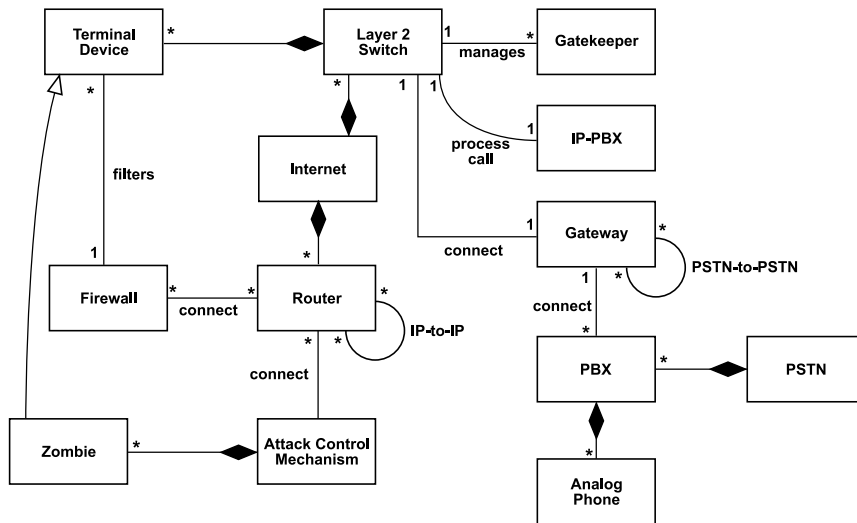 Terminal
Device
*
Layer 2
Switch
1
manages
*
Gatekeeper
*
*
1
1
process
call
1
IP-PBX
Internet
filters
connect
1
Gateway
*
*
PSTN-to-PSTN
1
*
1
connect
Firewall
*
connect
*
Router
*
*
*
IP-to-IP
connect
*
PBX
*
PSTN
Zombie
*
Attack Control
Mechanism
*
Analog
Phone